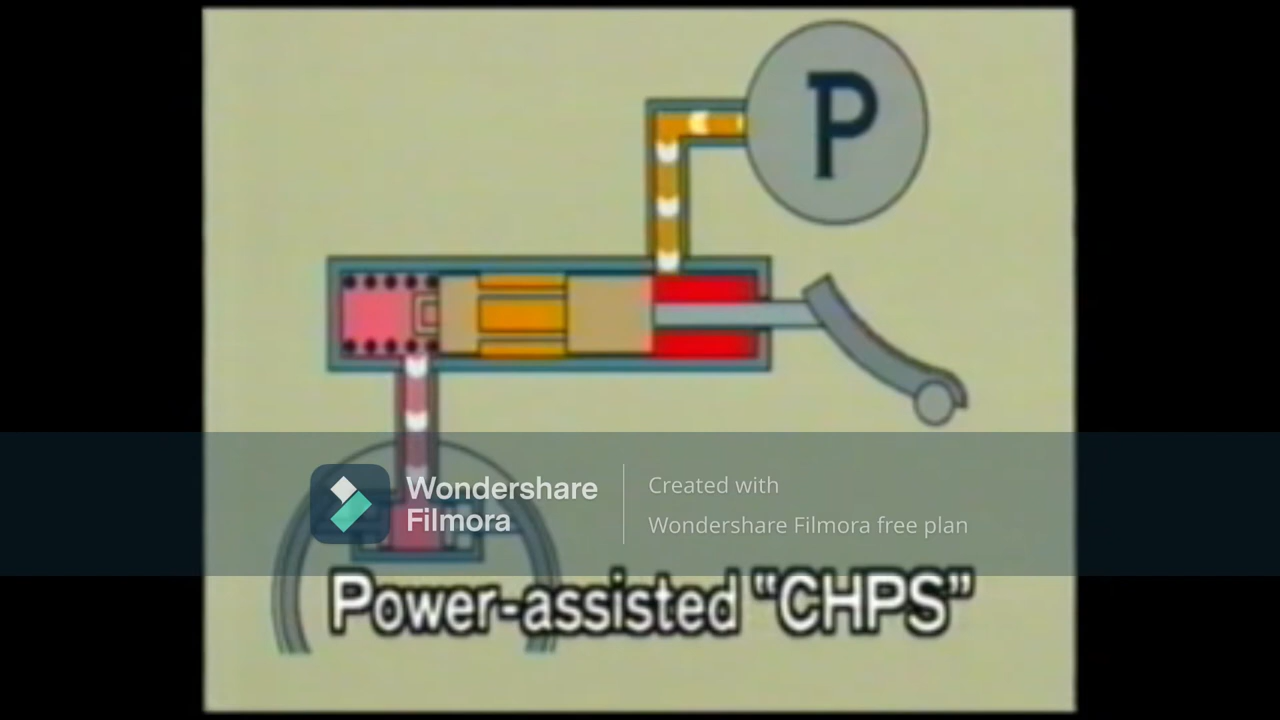 P
Wondershare
Filmora
Created with
Wondershare Filmora free plan
Power-assisted "CHPS"